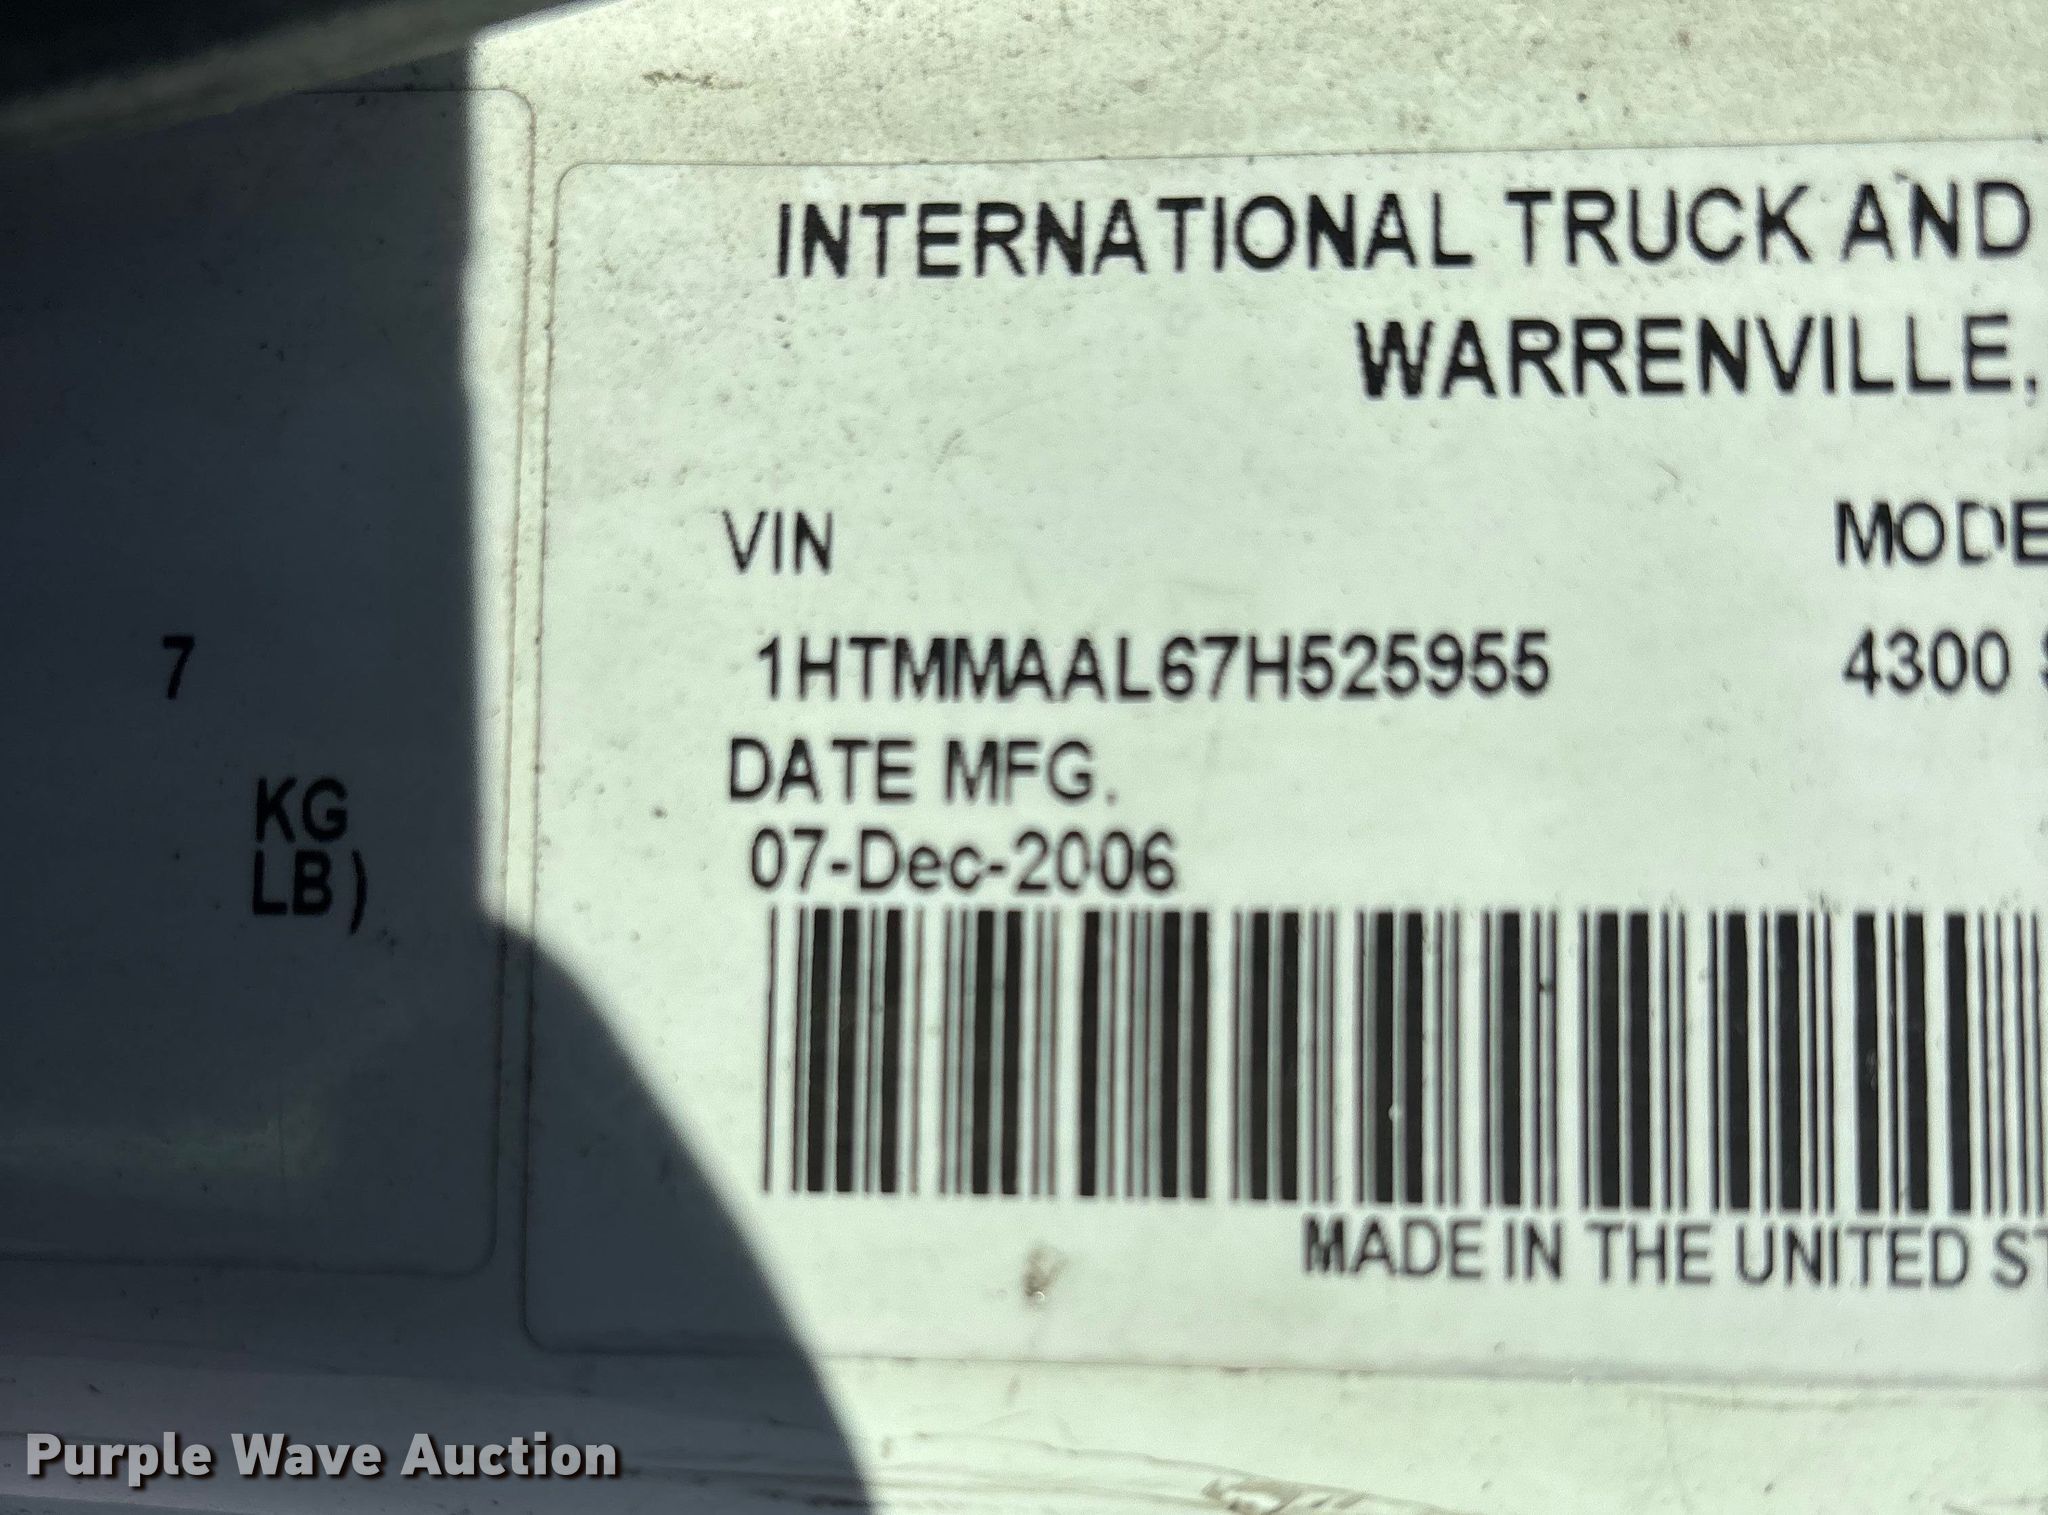 INTERNATIONAL TRUCK AND
WARRENVILLE,
VIN
MODE
1HTMMAAL67H525955
4300
DATE MFG.
07-Dec-2006
MADE IN THE UNITED ST
7
KG
LB)
Purple Wave Auction